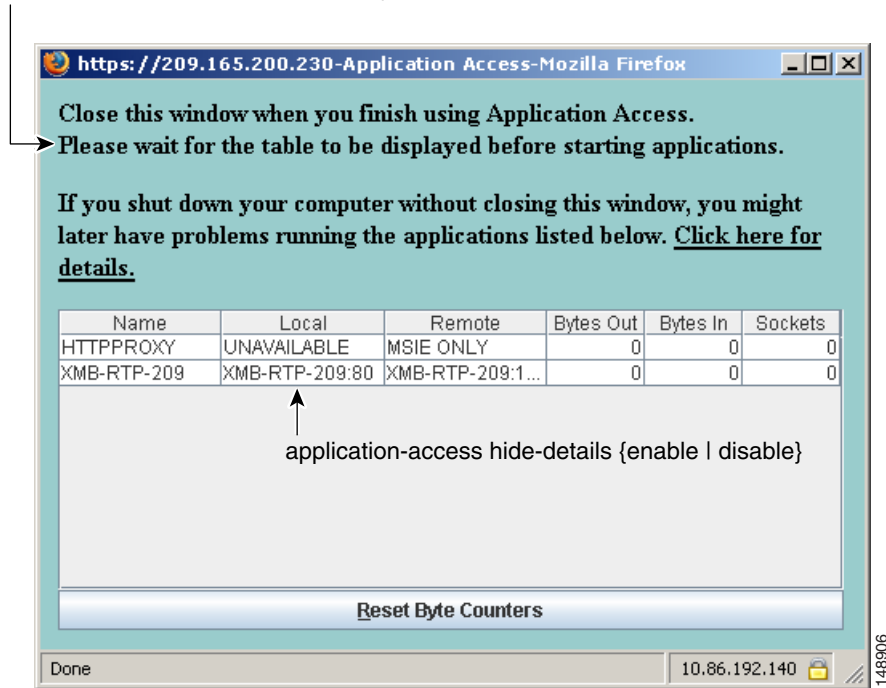 https://209.165.200.230-Application Access-Mozilla Firefox
Close this window when you finish using Application Access.
Please wait for the table to be displayed before starting applications.
If you shut down your computer without closing this window, you might
later have problems running the applications listed below. Click here for
details.
Name Local Remote Bytes Out Bytes In Sockets
HTTPPROXY UNAVAILABLE MSIE ONLY 0 0 0
XMB-RTP-209 XMB-RTP-209:80 XMB-RTP-209:1... 0 0 0
application-access hide-details {enable | disable}
Reset Byte Counters
Done 10.86.192.140
148906